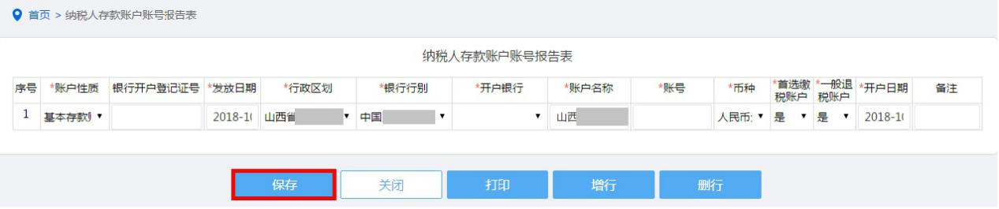 首页 > 纳税人存款账户账号报告表
纳税人存款账户账号报告表
序号 *账户性质 银行开户登记证号 *发放日期 *行政区划 *银行行别 *开户银行 *账户名称 *账号 *币种 *首选缴税账户 *一般退税账户 *开户日期 备注
1 基本存款 2018-10 山西省 中国 山西 人民币 是 是 2018-10
保存 关闭 打印 增行 删行